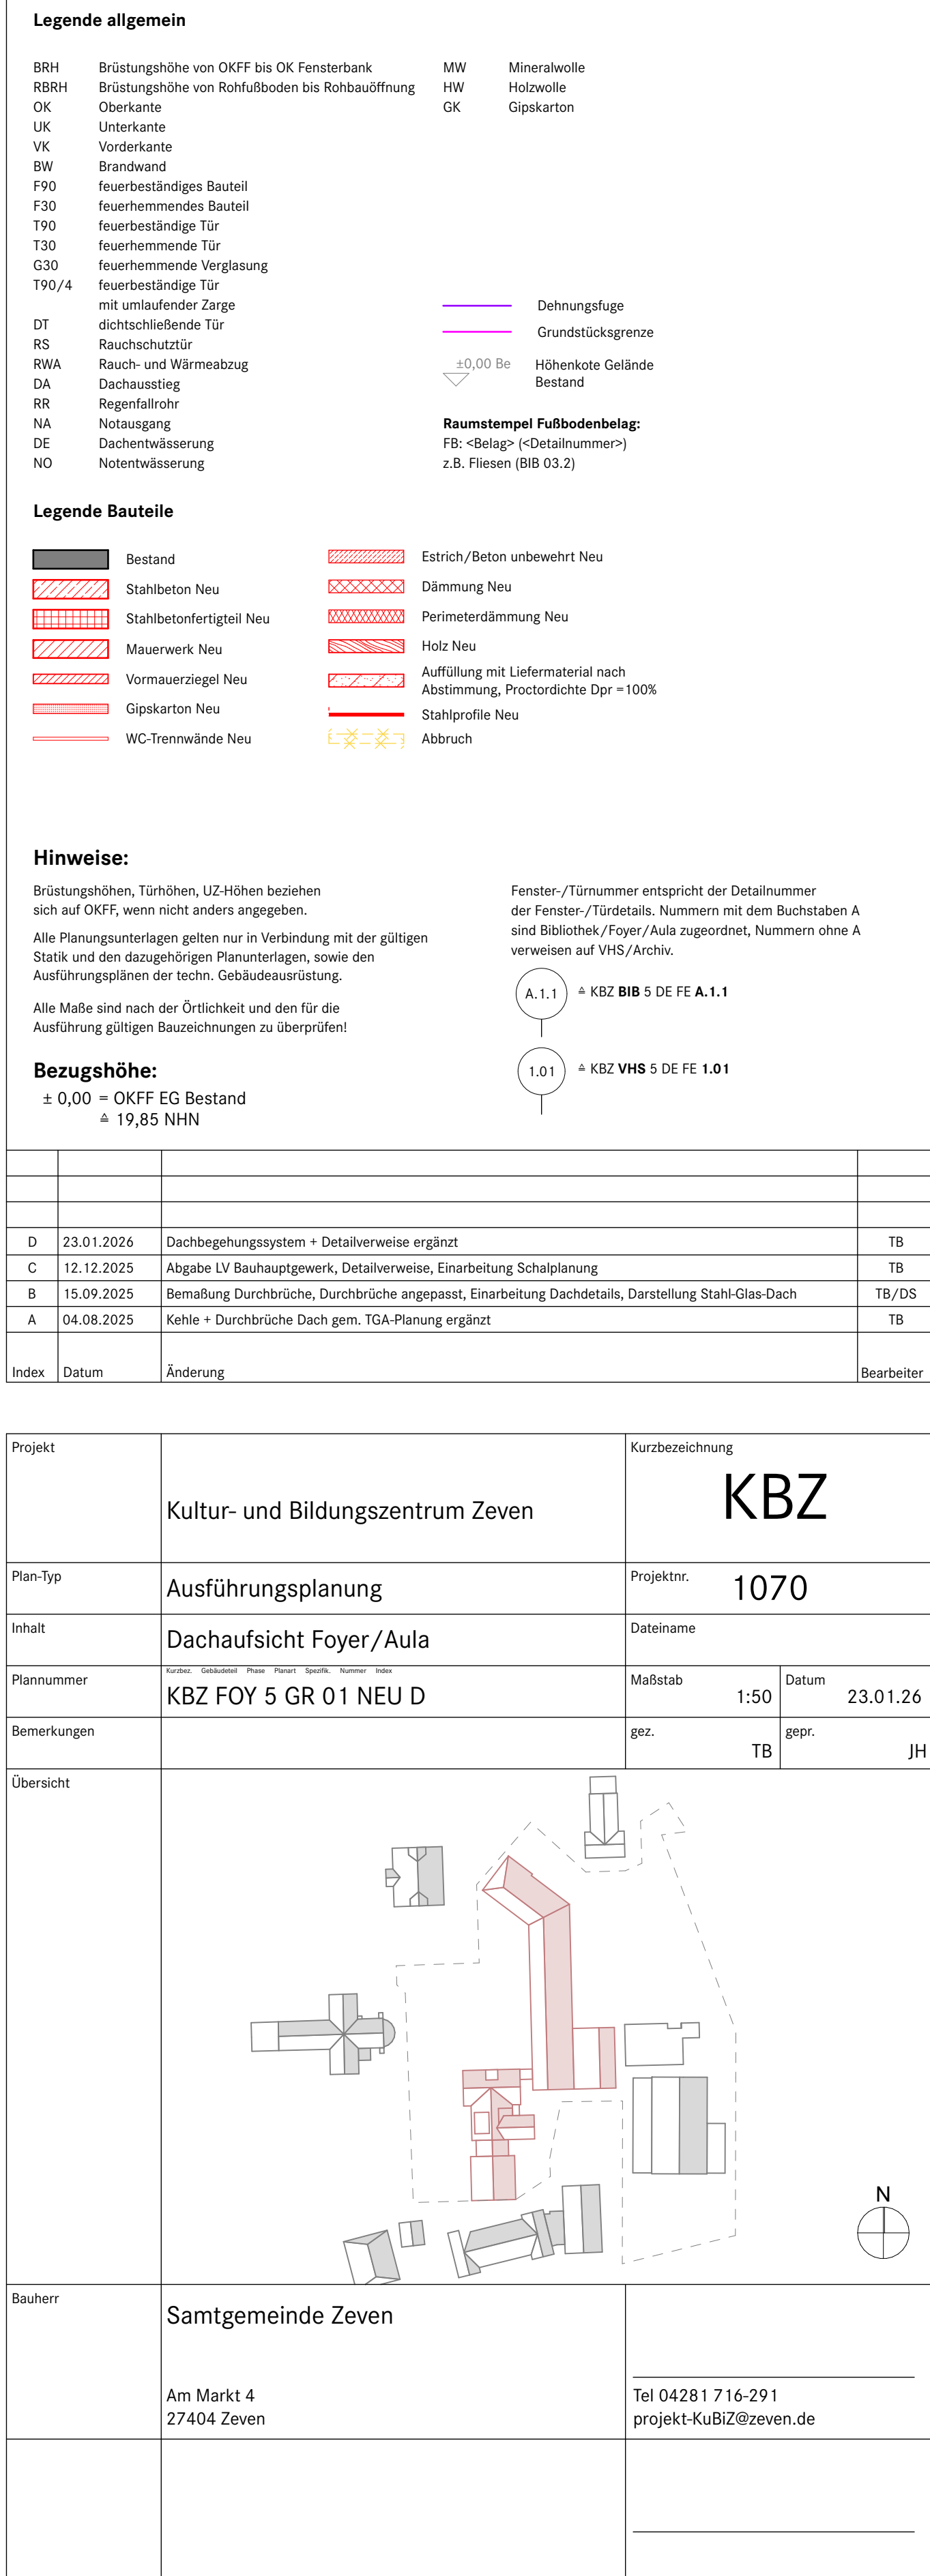 Legende allgemein
BRH Brüstungshöhe von OKFF bis OK Fensterbank
RBRH Brüstungshöhe von Rohfußboden bis Rohbauöffnung
OK Oberkante
UK Unterkante
VK Vorderkante
BW Brandwand
F90 feuerbeständiges Bauteil
F30 feuerhemmendes Bauteil
T90 feuerbeständige Tür
T30 feuerhemmende Tür
G30 feuerhemmende Verglasung
T90/4 feuerbeständige Tür
mit umlaufender Zarge
DT dichtschließende Tür
RS Rauchschutztür
RWA Rauch- und Wärmeabzug
DA Dachausstieg
RR Regenfallrohr
NA Notausgang
DE Dachentwässerung
NO Notentwässerung
MW Mineralwolle
HW Holzwolle
GK Gipskarton
Dehnungsfuge
Grundstücksgrenze
±0,00 Be Höhenkote Gelände
Bestand
Raumstempel Fußbodenbelag:
FB: <Belag> (<Detailnummer>)
z.B. Fliesen (BIB 03.2)
Legende Bauteile
Bestand
Stahlbeton Neu
Stahlbetonfertigteil Neu
Mauerwerk Neu
Vormauerziegel Neu
Gipskarton Neu
WC-Trennwände Neu
Estrich/Beton unbewehrt Neu
Dämmung Neu
Perimeterdämmung Neu
Holz Neu
Auffüllung mit Liefermaterial nach
Abstimmung, Proctordichte Dpr =100%
Stahlprofile Neu
Abbruch
Hinweise:
Brüstungshöhen, Türhöhen, UZ-Höhen beziehen
sich auf OKFF, wenn nicht anders angegeben.
Alle Planungsunterlagen gelten nur in Verbindung mit der gültigen
Statik und den dazugehörigen Planunterlagen, sowie den
Ausführungsplänen der techn. Gebäudeausrüstung.
Alle Maße sind nach der Örtlichkeit und den für die
Ausführung gültigen Bauzeichnungen zu überprüfen!
Fenster-/Türnummer entspricht der Detailnummer
der Fenster-/Türdetails. Nummern mit dem Buchstaben A
sind Bibliothek/Foyer/Aula zugeordnet, Nummern ohne A
verweisen auf VHS/Archiv.
A.1.1 ≙ KBZ BIB 5 DE FE A.1.1
1.01 ≙ KBZ VHS 5 DE FE 1.01
Bezugshöhe:
± 0,00 = OKFF EG Bestand
≙ 19,85 NHN
D 23.01.2026 Dachbegehungssystem + Detailverweise ergänzt TB
C 12.12.2025 Abgabe LV Bauhauptgewerk, Detailverweise, Einarbeitung Schalplanung TB
B 15.09.2025 Bemaßung Durchbrüche, Durchbrüche angepasst, Einarbeitung Dachdetails, Darstellung Stahl-Glas-Dach TB/DS
A 04.08.2025 Kehle + Durchbrüche Dach gem. TGA-Planung ergänzt TB
Index Datum Änderung Bearbeiter
Projekt
Kultur- und Bildungszentrum Zeven
Kurzbezeichnung
KBZ
Plan-Typ
Ausführungsplanung
Projektnr. 1070
Inhalt
Dachaufsicht Foyer/Aula
Dateiname
Plannummer
Kurzbez. Gebäudeteil Phase Planart Spezifik. Nummer Index
KBZ FOY 5 GR 01 NEU D
Maßstab
1:50
Datum
23.01.26
Bemerkungen
gez.
TB
gepr.
JH
Übersicht
N
Bauherr
Samtgemeinde Zeven
Am Markt 4
27404 Zeven
Tel 04281 716-291
projekt-KuBiZ@zeven.de